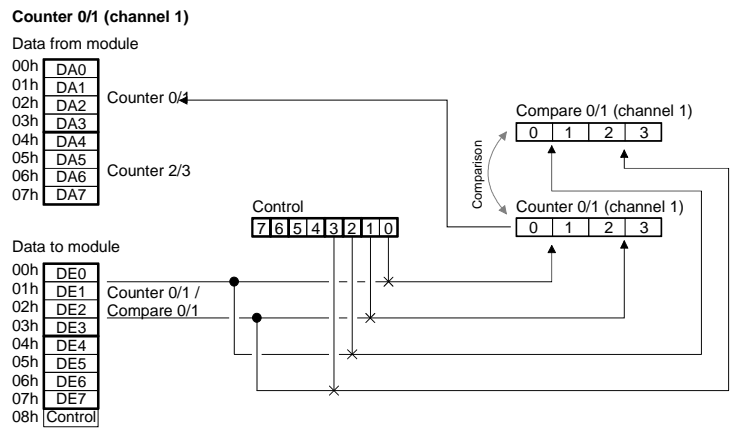 Counter 0/1 (channel 1)
Data from module
00h DA0
01h DA1
02h DA2
03h DA3
04h DA4
05h DA5
06h DA6
07h DA7
Counter 0/1
Counter 2/3
Compare 0/1 (channel 1)
0 1 2 3
Comparison
Counter 0/1 (channel 1)
0 1 2 3
Control
7 6 5 4 3 2 1 0
Data to module
00h DE0
01h DE1
02h DE2
03h DE3
04h DE4
05h DE5
06h DE6
07h DE7
08h Control
Counter 0/1 /
Compare 0/1